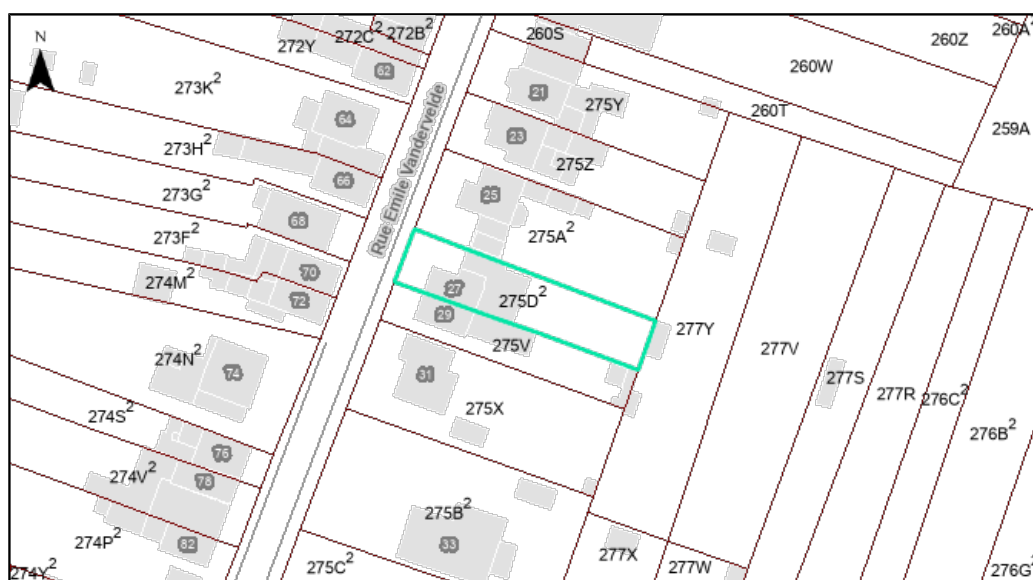 272C²
272B²
260A²
260S
260Z
272Y
N
62
260W
273K²
21
275Y
260T
64
259A
23
273H²
275Z
66
25
273G²
68
Rue Emile Vandervelde
275A²
273F²
70
274M²
27
72
275D²
29
277Y
275V
277V
274N²
74
31
277S
277R
276C²
275X
274S²
276B²
76
274V²
78
275B²
274P²
82
33
277X
275C²
277W
274Y²
276G²